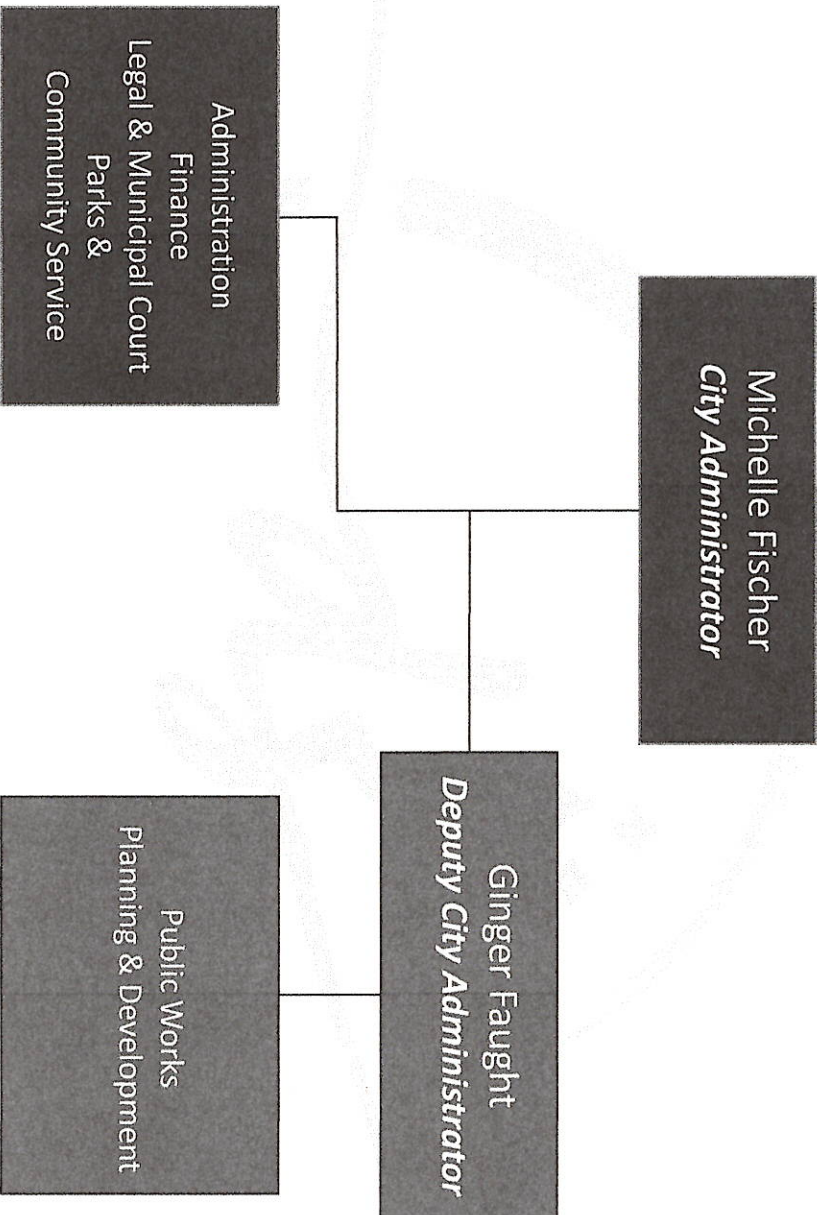 Michelle Fischer
City Administrator
Ginger Faught
Deputy City Administrator
Administration
Finance
Legal & Municipal Court
Parks &
Community Service
Public Works
Planning & Development